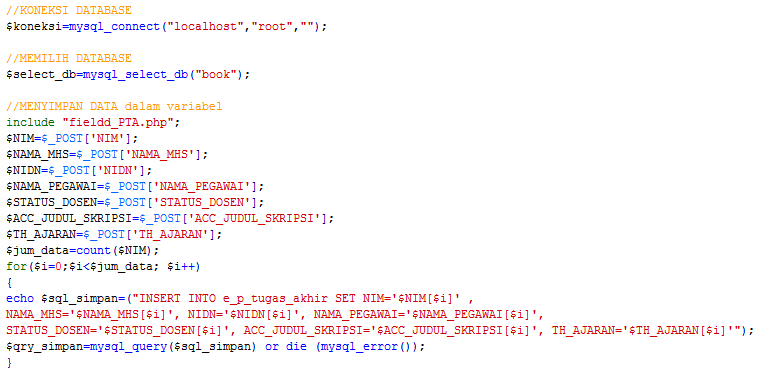 //KONEKSI DATABASE
$koneksi=mysql_connect("localhost","root","");
//MEMILIH DATABASE
$select_db=mysql_select_db("book");
//MENYIMPAN DATA dalam variabel
include "fieldd_PTA.php";
$NIM=$_POST['NIM'];
$NAMA_MHS=$_POST['NAMA_MHS'];
$NIDN=$_POST['NIDN'];
$NAMA_PEGAWAI=$_POST['NAMA_PEGAWAI'];
$STATUS_DOSEN=$_POST['STATUS_DOSEN'];
$ACC_JUDUL_SKRIPSI=$_POST['ACC_JUDUL_SKRIPSI'];
$TH_AJARAN=$_POST['TH_AJARAN'];
$jum_data=count($NIM);
for($i=0;$i<$jum_data; $i++)
{
echo $sql_simpan=("INSERT INTO e_p_tugas_akhir SET NIM='$NIM[$i]' ,
NAMA_MHS='$NAMA_MHS[$i]', NIDN='$NIDN[$i]', NAMA_PEGAWAI='$NAMA_PEGAWAI[$i]',
STATUS_DOSEN='$STATUS_DOSEN[$i]', ACC_JUDUL_SKRIPSI='$ACC_JUDUL_SKRIPSI[$i]', TH_AJARAN='$TH_AJARAN[$i]'");
$qry_simpan=mysql_query($sql_simpan) or die (mysql_error());
}